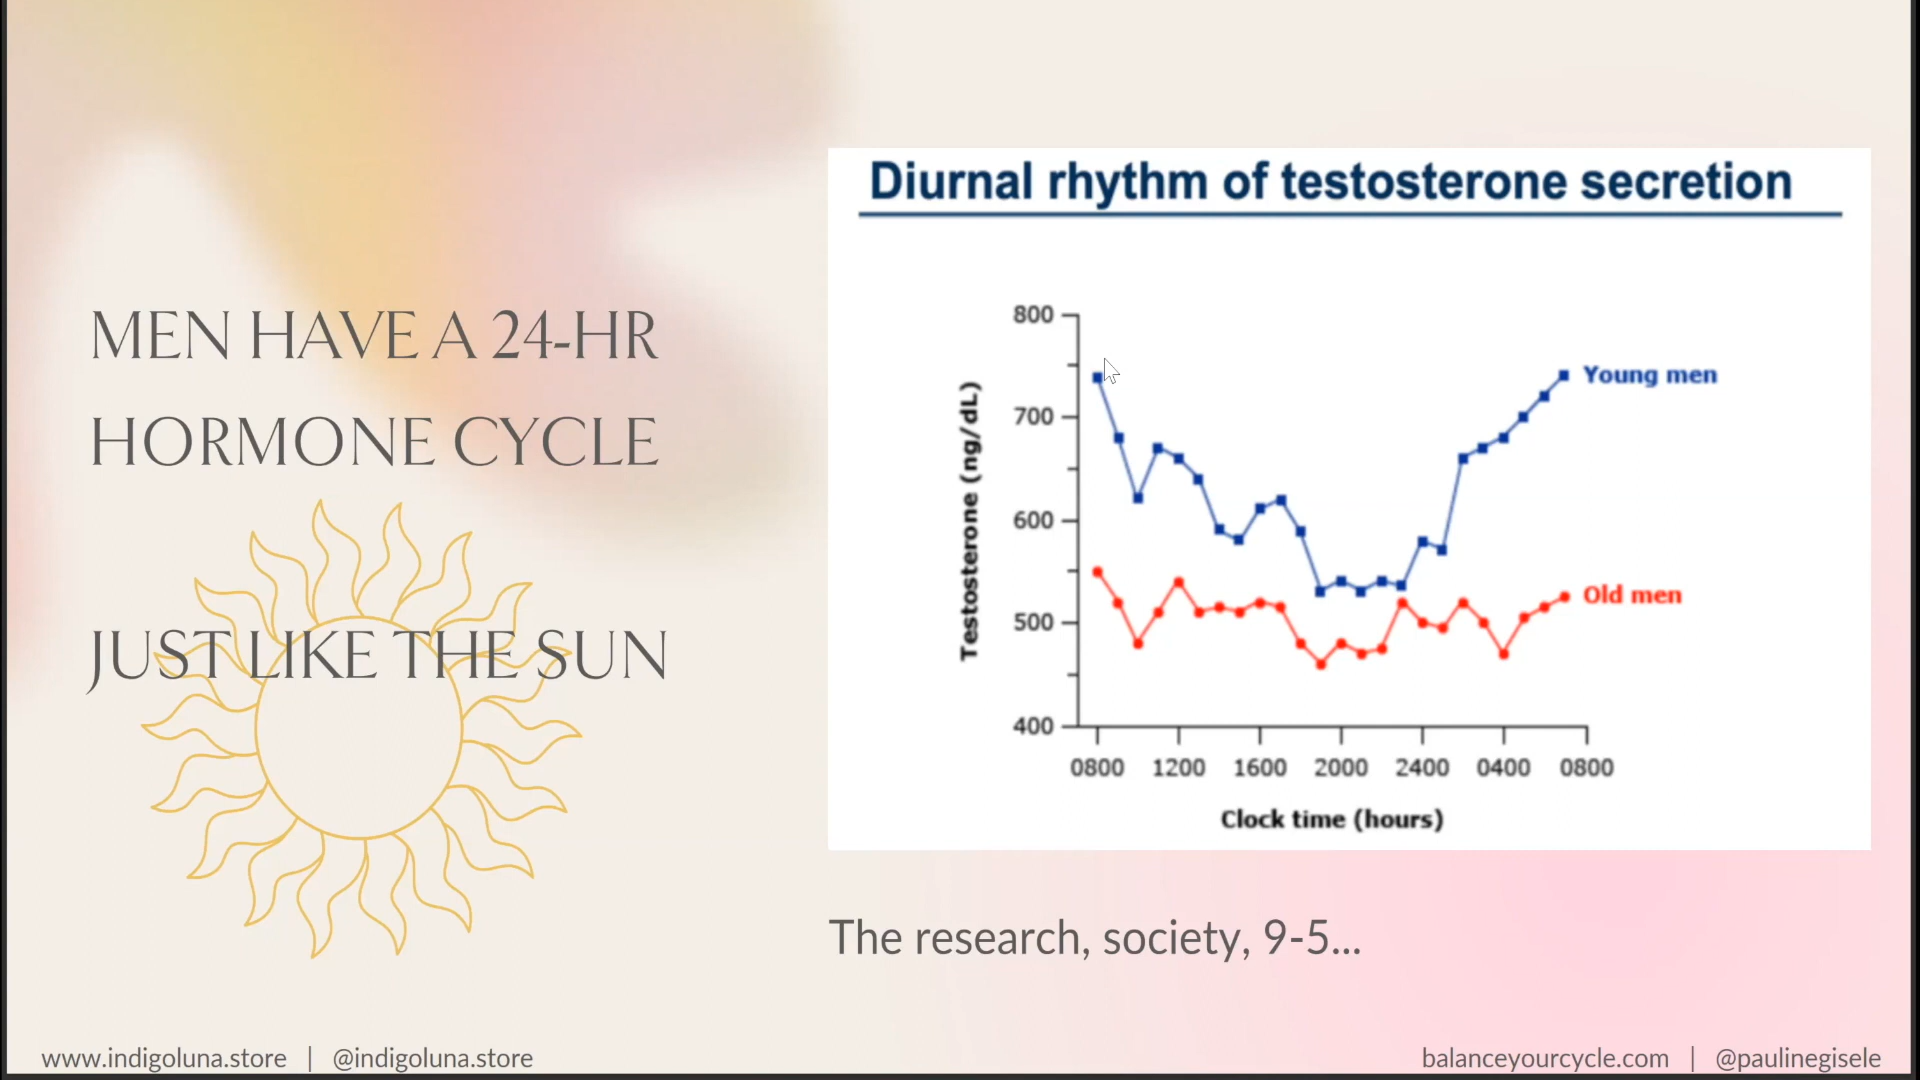 MEN HAVE A 24-HR
HORMONE CYCLE
JUST LIKE THE SUN
Diurnal rhythm of testosterone secretion
Testosterone (ng/dL)
800
700
600
500
400
Young men
Old men
0800 1200 1600 2000 2400 0400 0800
Clock time (hours)
The research, society, 9-5...
www.indigoluna.store | @indigoluna.store
balanceyourcycle.com | @paulinegisele